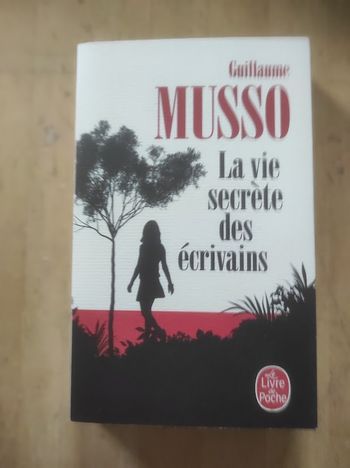 Guillaume
MUSSO
La vie
secrète
des
écrivains
Le
Livre
de
Poche